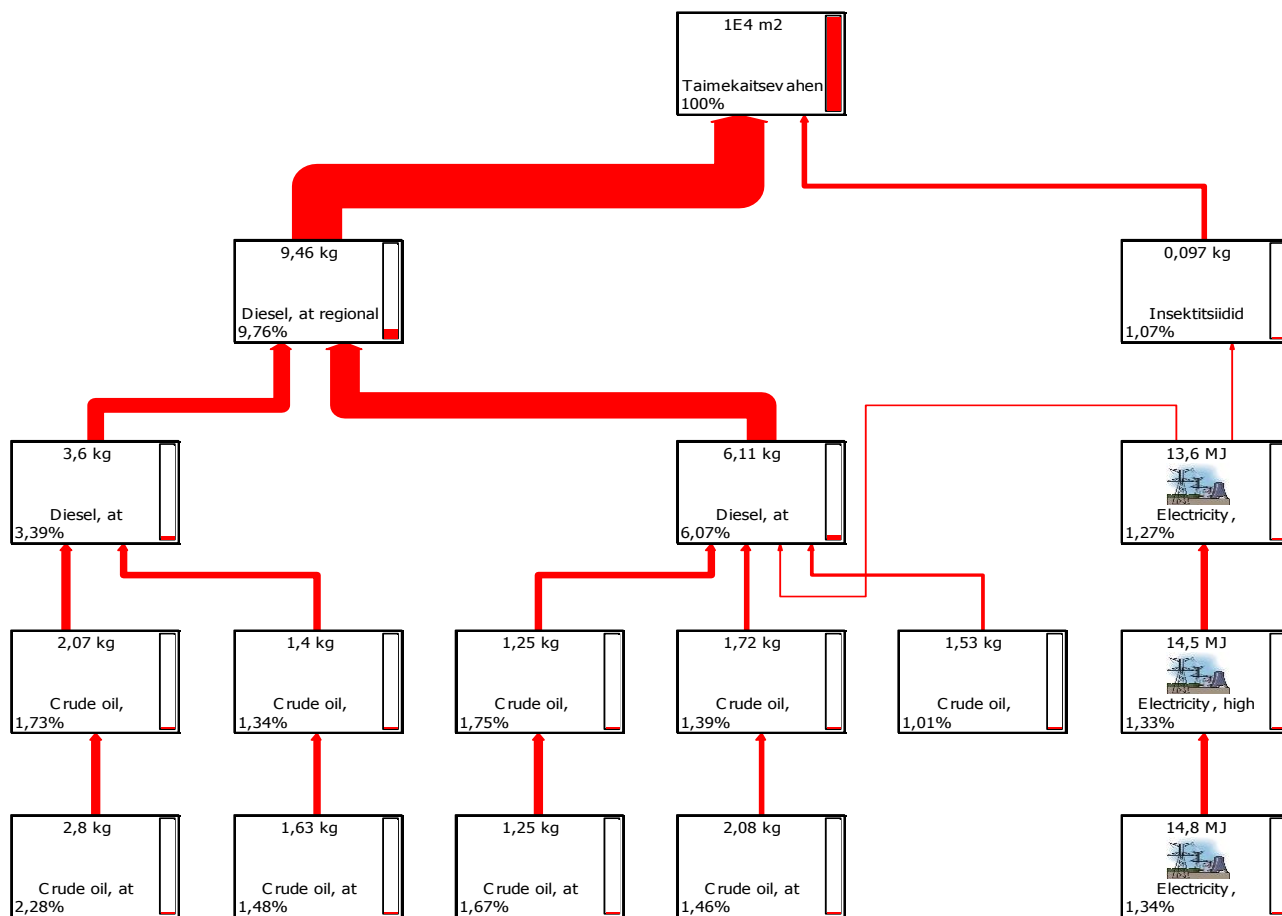 1E4 m2
Taimekaitsevahen
100%
9,46 kg
Diesel, at regional
9,76%
0,097 kg
Insektitsiidid
1,07%
3,6 kg
Diesel, at
3,39%
6,11 kg
Diesel, at
6,07%
13,6 MJ
Electricity,
1,27%
2,07 kg
Crude oil,
1,73%
1,4 kg
Crude oil,
1,34%
1,25 kg
Crude oil,
1,75%
1,72 kg
Crude oil,
1,39%
1,53 kg
Crude oil,
1,01%
14,5 MJ
Electricity, high
1,33%
2,8 kg
Crude oil, at
2,28%
1,63 kg
Crude oil, at
1,48%
1,25 kg
Crude oil, at
1,67%
2,08 kg
Crude oil, at
1,46%
14,8 MJ
Electricity,
1,34%